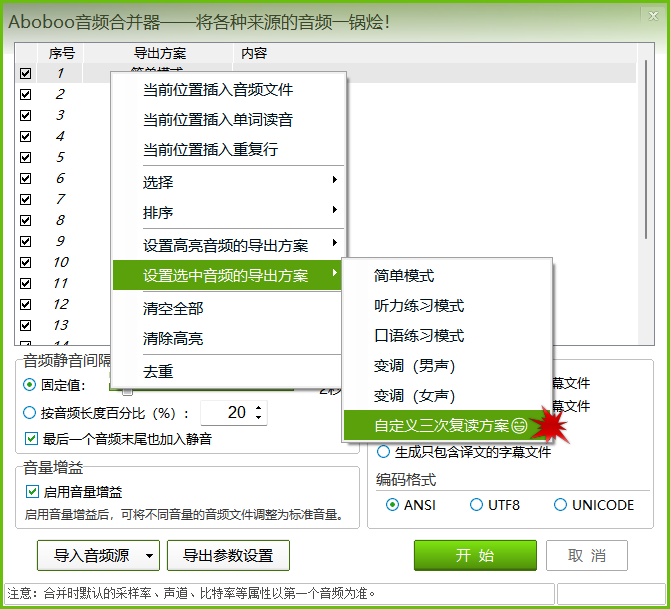 Aboboo音频合并器——将各种来源的音频一锅烩!
序号 导出方案 内容
1 简单模式
2
3
4
5
6
7
8
9
10
11
12
13
14
当前位置插入音频文件
当前位置插入单词读音
当前位置插入重复行
选择
排序
设置高亮音频的导出方案
设置选中音频的导出方案
清空全部
清除高亮
去重
简单模式
听力练习模式
口语练习模式
变调（男声）
变调（女声）
自定义三次复读方案😄
音频静音间隔
固定值: 2秒
按音频长度百分比（%）: 20
最后一个音频末尾也加入静音
音量增益
启用音量增益
启用音量增益后，可将不同音量的音频文件调整为标准音量。
幕文件
幕文件
生成只包含译文的字幕文件
编码格式
ANSI UTF8 UNICODE
导入音频源 导出参数设置 开 始 取 消
注意：合并时默认的采样率、声道、比特率等属性以第一个音频为准。